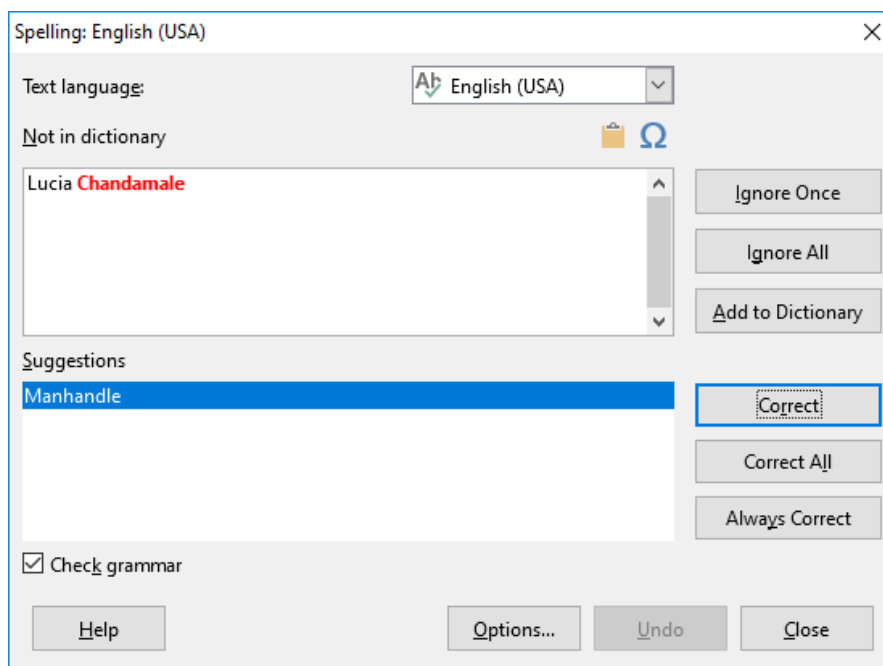 Spelling: English (USA)
Text language:
Ab English (USA)
Not in dictionary
Ω
Lucia Chandamale
Ignore Once
Ignore All
Add to Dictionary
Suggestions
Manhandle
Correct
Correct All
Always Correct
Check grammar
Help
Options...
Undo
Close